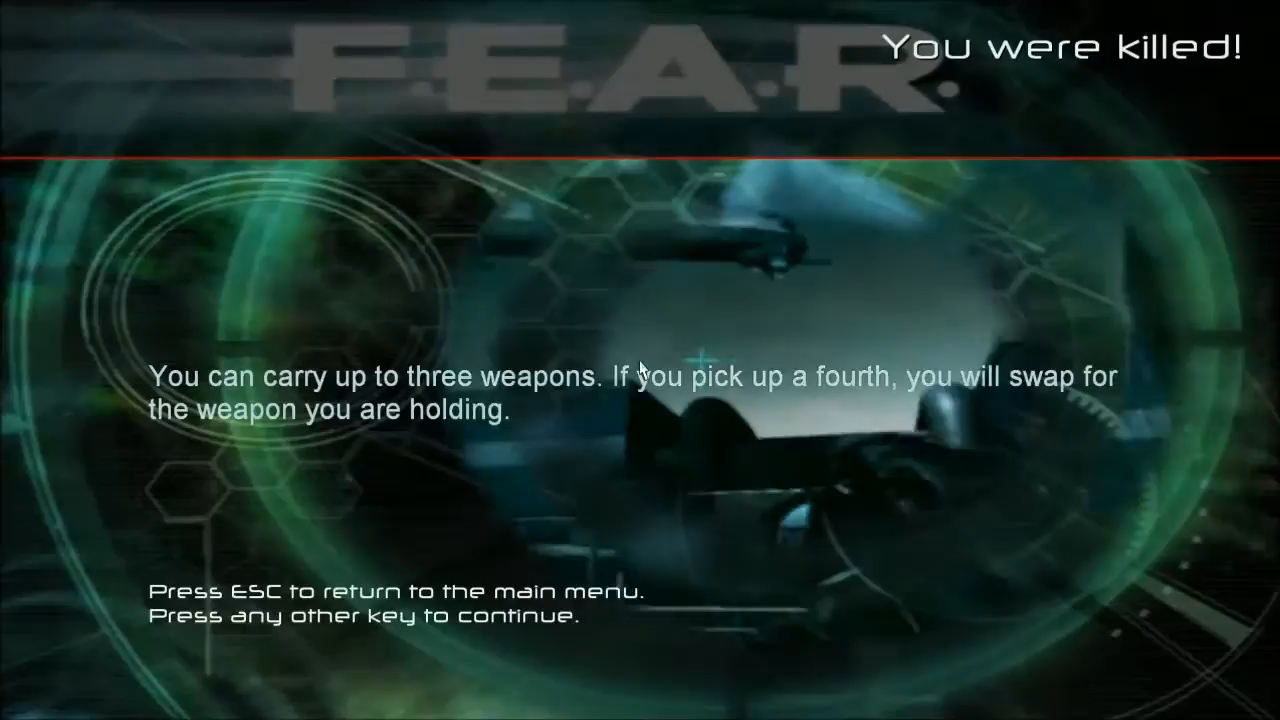 F.E.A.R.
You were killed!
You can carry up to three weapons. If you pick up a fourth, you will swap for
the weapon you are holding.
Press ESC to return to the main menu.
Press any other key to continue.